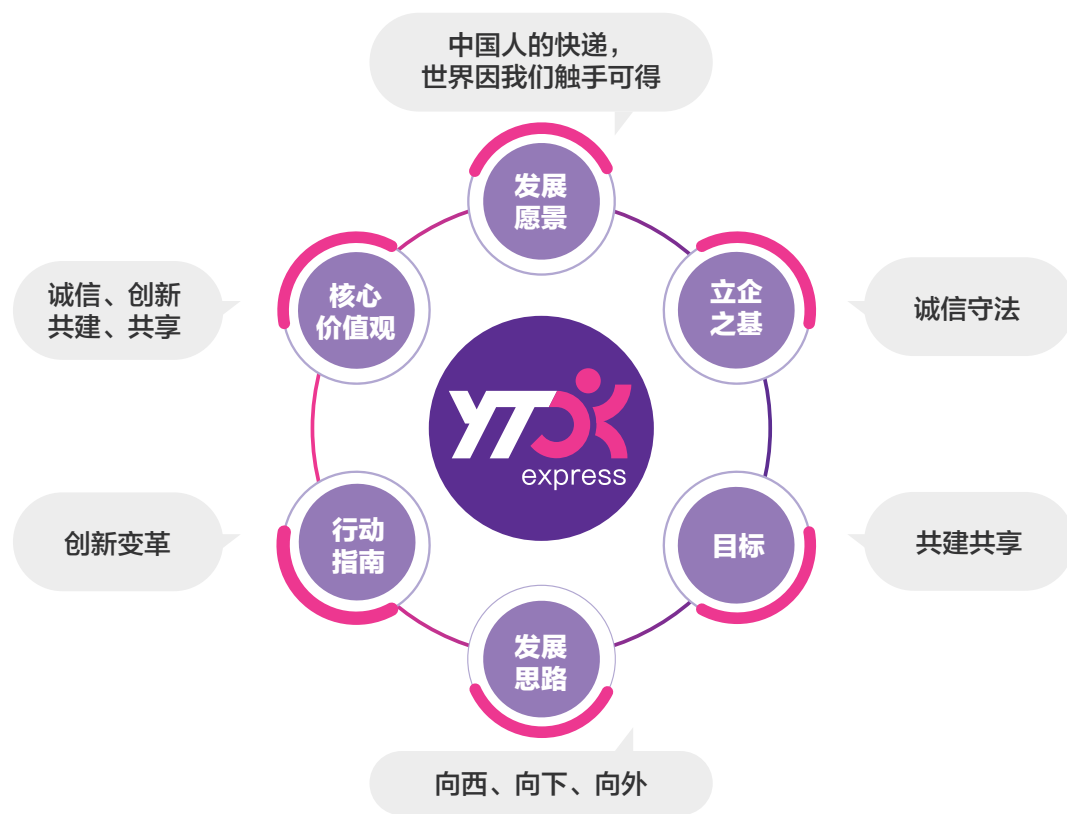 中国人的快递，
世界因我们触手可得
发展
愿景
核心
价值观
诚信、创新
共建、共享
立企
之基
诚信守法
YTO
express
行动
指南
创新变革
目标
共建共享
发展
思路
向西、向下、向外